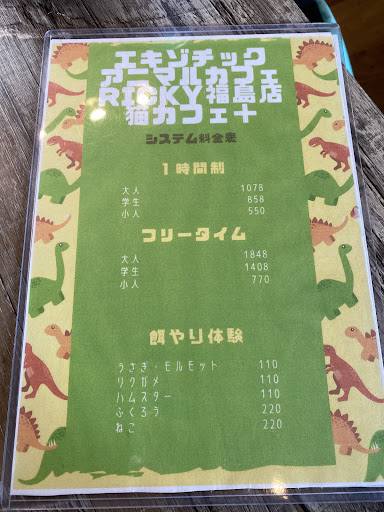 エキゾチック
アニマルカフェ
RICKY福島店
猫カフェ+
システム料金表
1時間制
大人 1078
学生 858
小人 550
フリータイム
大人 1848
学生 1408
小人 770
餌やり体験
うさぎ・モルモット 110
リクガメ 110
ハムスター 110
ふくろう 220
ねこ 220